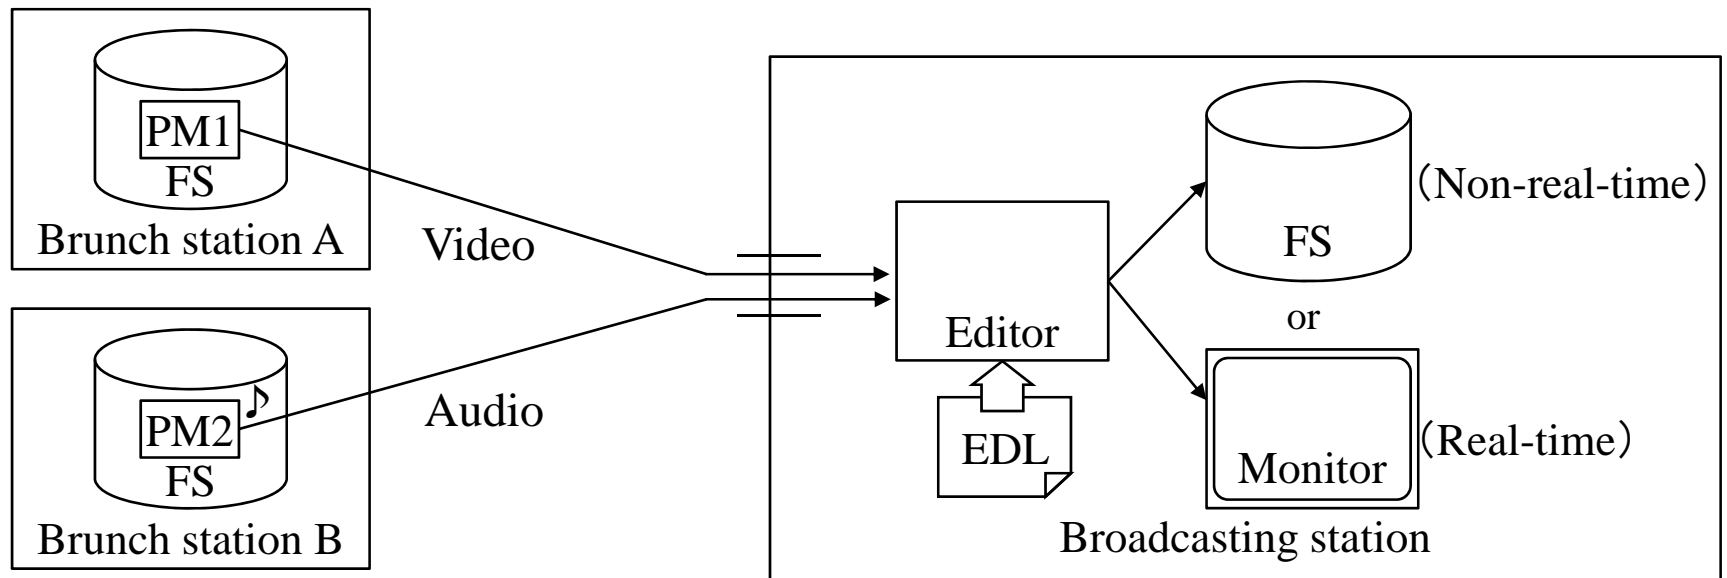 PM1
FS
Brunch station A
Video
PM2
FS
Brunch station B
Audio
Editor
EDL
FS
(Non-real-time)
or
Monitor
(Real-time)
Broadcasting station